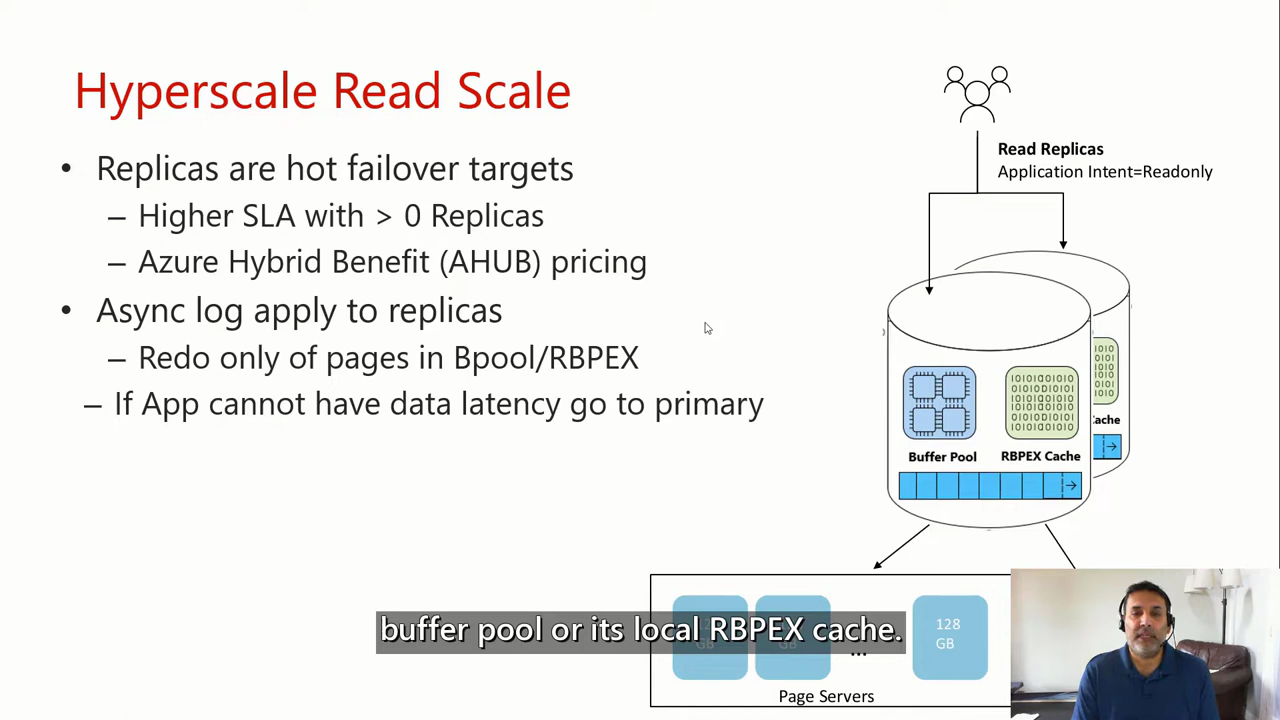 Hyperscale Read Scale
• Replicas are hot failover targets
– Higher SLA with > 0 Replicas
– Azure Hybrid Benefit (AHUB) pricing
• Async log apply to replicas
– Redo only of pages in Bpool/RBPEX
– If App cannot have data latency go to primary
Read Replicas
Application Intent=Readonly
Buffer Pool
RBPEX Cache
Cache
128
GB
...
buffer pool or its local RBPEX cache.
Page Servers